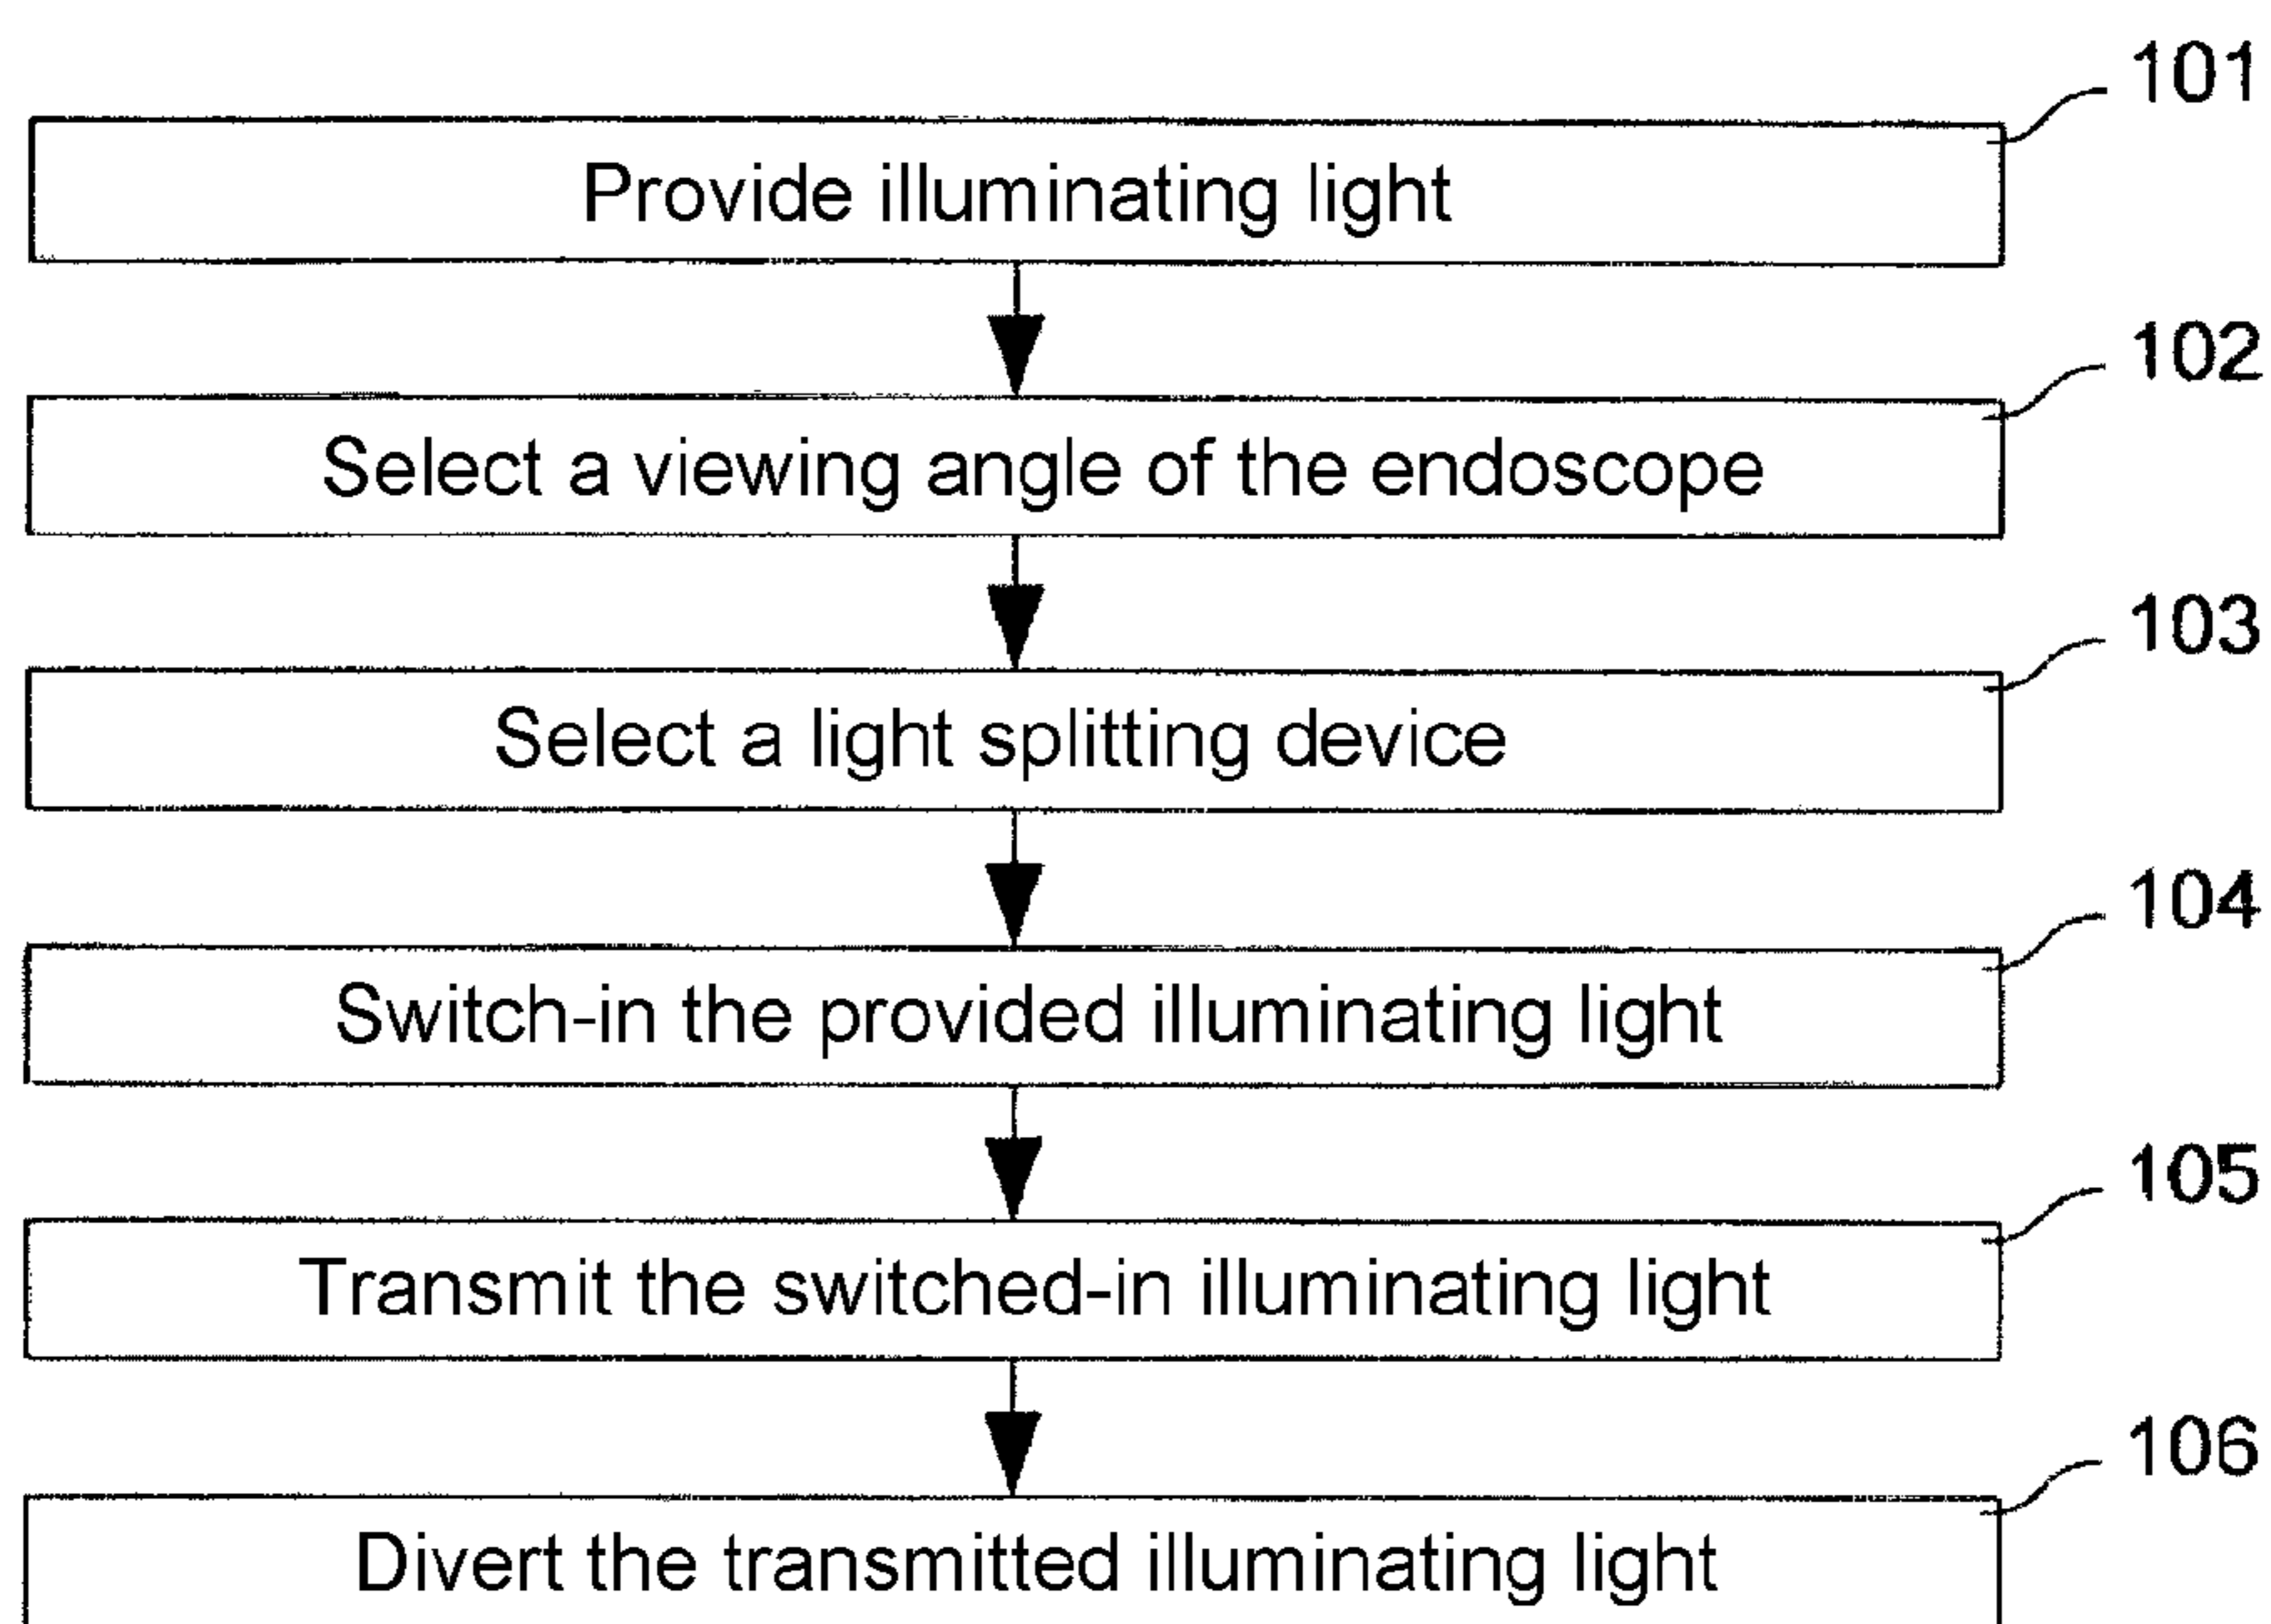 101
Provide illuminating light
102
Select a viewing angle of the endoscope
103
Select a light splitting device
104
Switch-in the provided illuminating light
105
Transmit the switched-in illuminating light
106
Divert the transmitted illuminating light